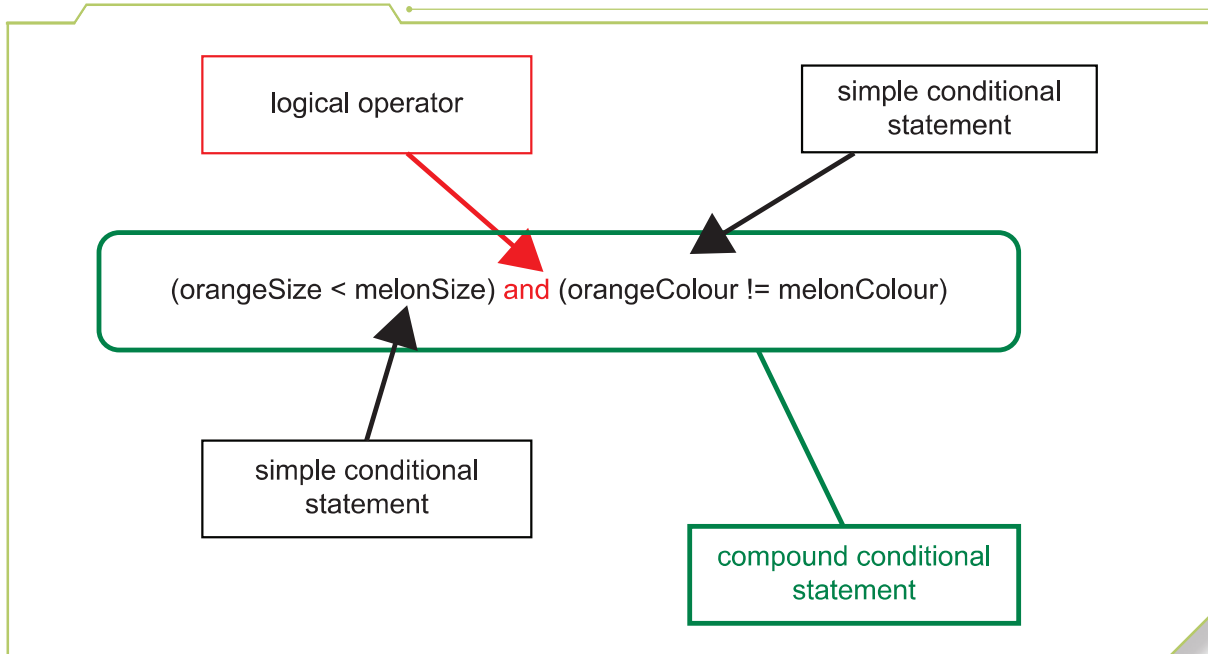 logical operator
simple conditional
statement
(orangeSize < melonSize) and (orangeColour != melonColour)
simple conditional
statement
compound conditional
statement